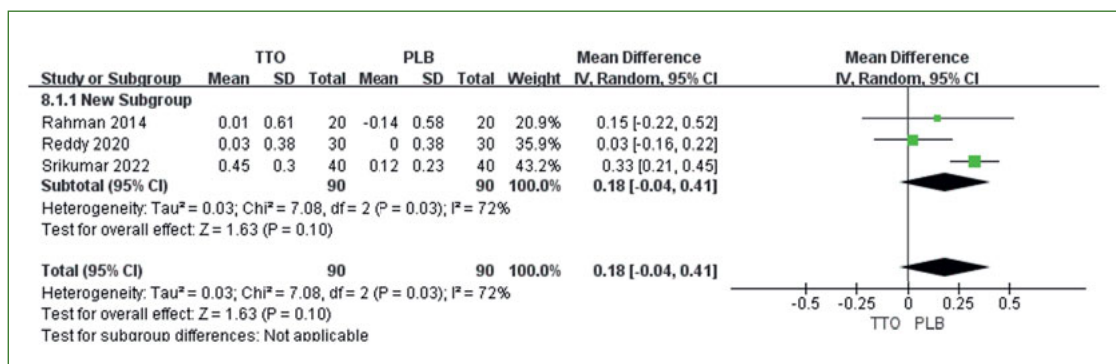 TTO PLB Mean Difference Mean Difference
Study or Subgroup Mean SD Total Mean SD Total Weight IV, Random, 95% CI IV, Random, 95% CI
8.1.1 New Subgroup
Rahman 2014 0.01 0.61 20 -0.14 0.58 20 20.9% 0.15 [-0.22, 0.52]
Reddy 2020 0.03 0.38 30 0 0.38 30 35.9% 0.03 [-0.16, 0.22]
Srikumar 2022 0.45 0.3 40 0.12 0.23 40 43.2% 0.33 [0.21, 0.45]
Subtotal (95% CI) 90 90 100.0% 0.18 [-0.04, 0.41]
Heterogeneity: Tau² = 0.03; Chi² = 7.08, df = 2 (P = 0.03); I² = 72%
Test for overall effect: Z = 1.63 (P = 0.10)
Total (95% CI) 90 90 100.0% 0.18 [-0.04, 0.41]
Heterogeneity: Tau² = 0.03; Chi² = 7.08, df = 2 (P = 0.03); I² = 72%
Test for overall effect: Z = 1.63 (P = 0.10)
Test for subgroup differences: Not applicable
-0.5 -0.25 0 0.25 0.5
TTO PLB